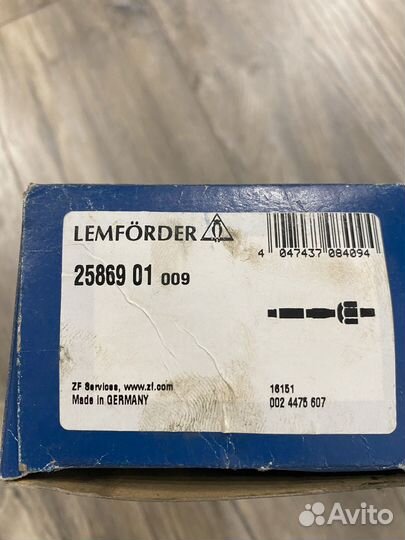 LEMFÖRDER
4 047437 084094
25869 01 009
ZF Services, www.zf.com
Made in GERMANY
16151
002 4475 607
Avito